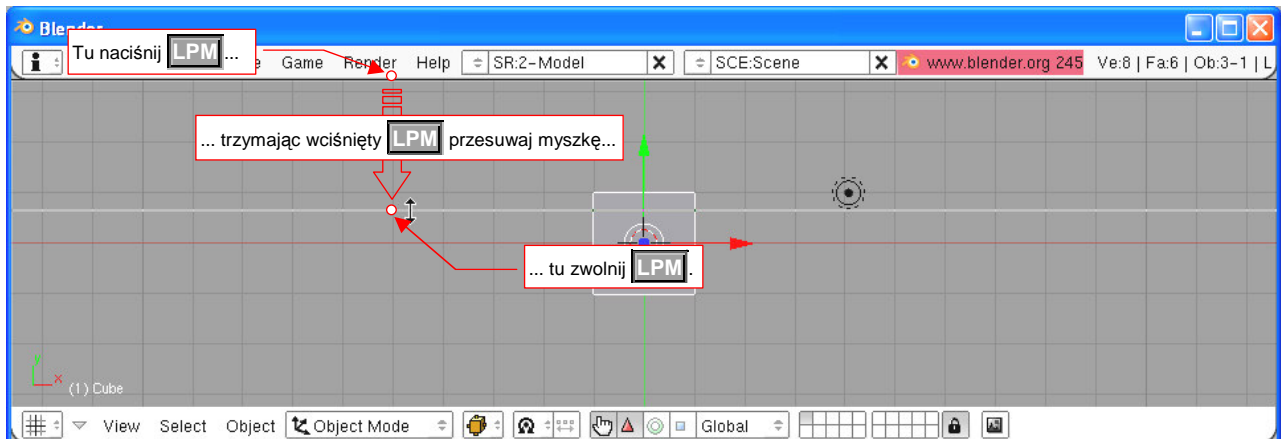 Blender
Tu naciśnij LPM...
Game Render Help SR:2-Model SCE:Scene www.blender.org 245 Ve:8 | Fa:6 | Ob:3-1 | L
... trzymając wciśnięty LPM przesuwaj myszkę...
... tu zwolnij LPM.
y
x
(1) Cube
View Select Object Object Mode Global